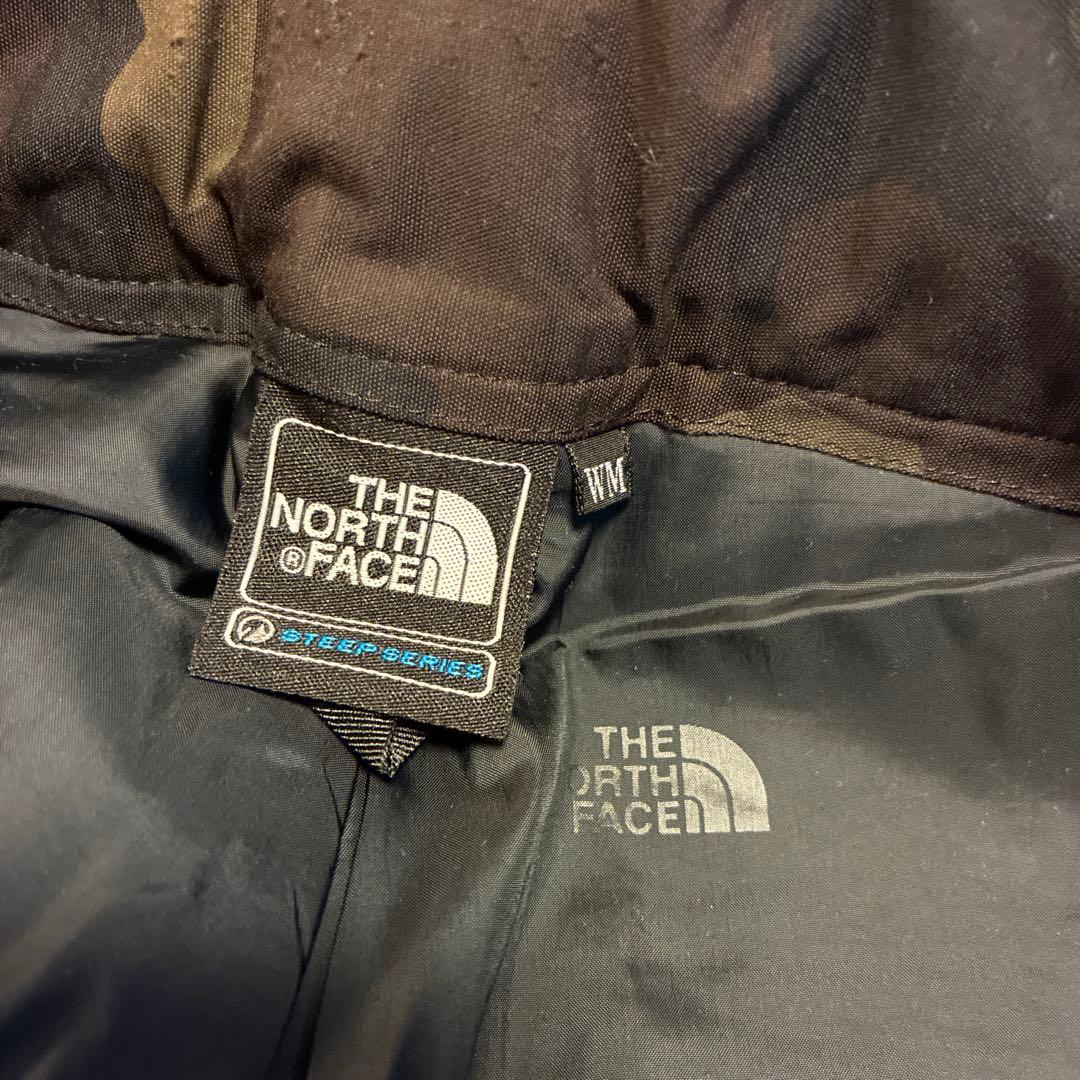 THE
NORTH
®FACE
STEEP SERIES
WM
THE
ORTH
FACE